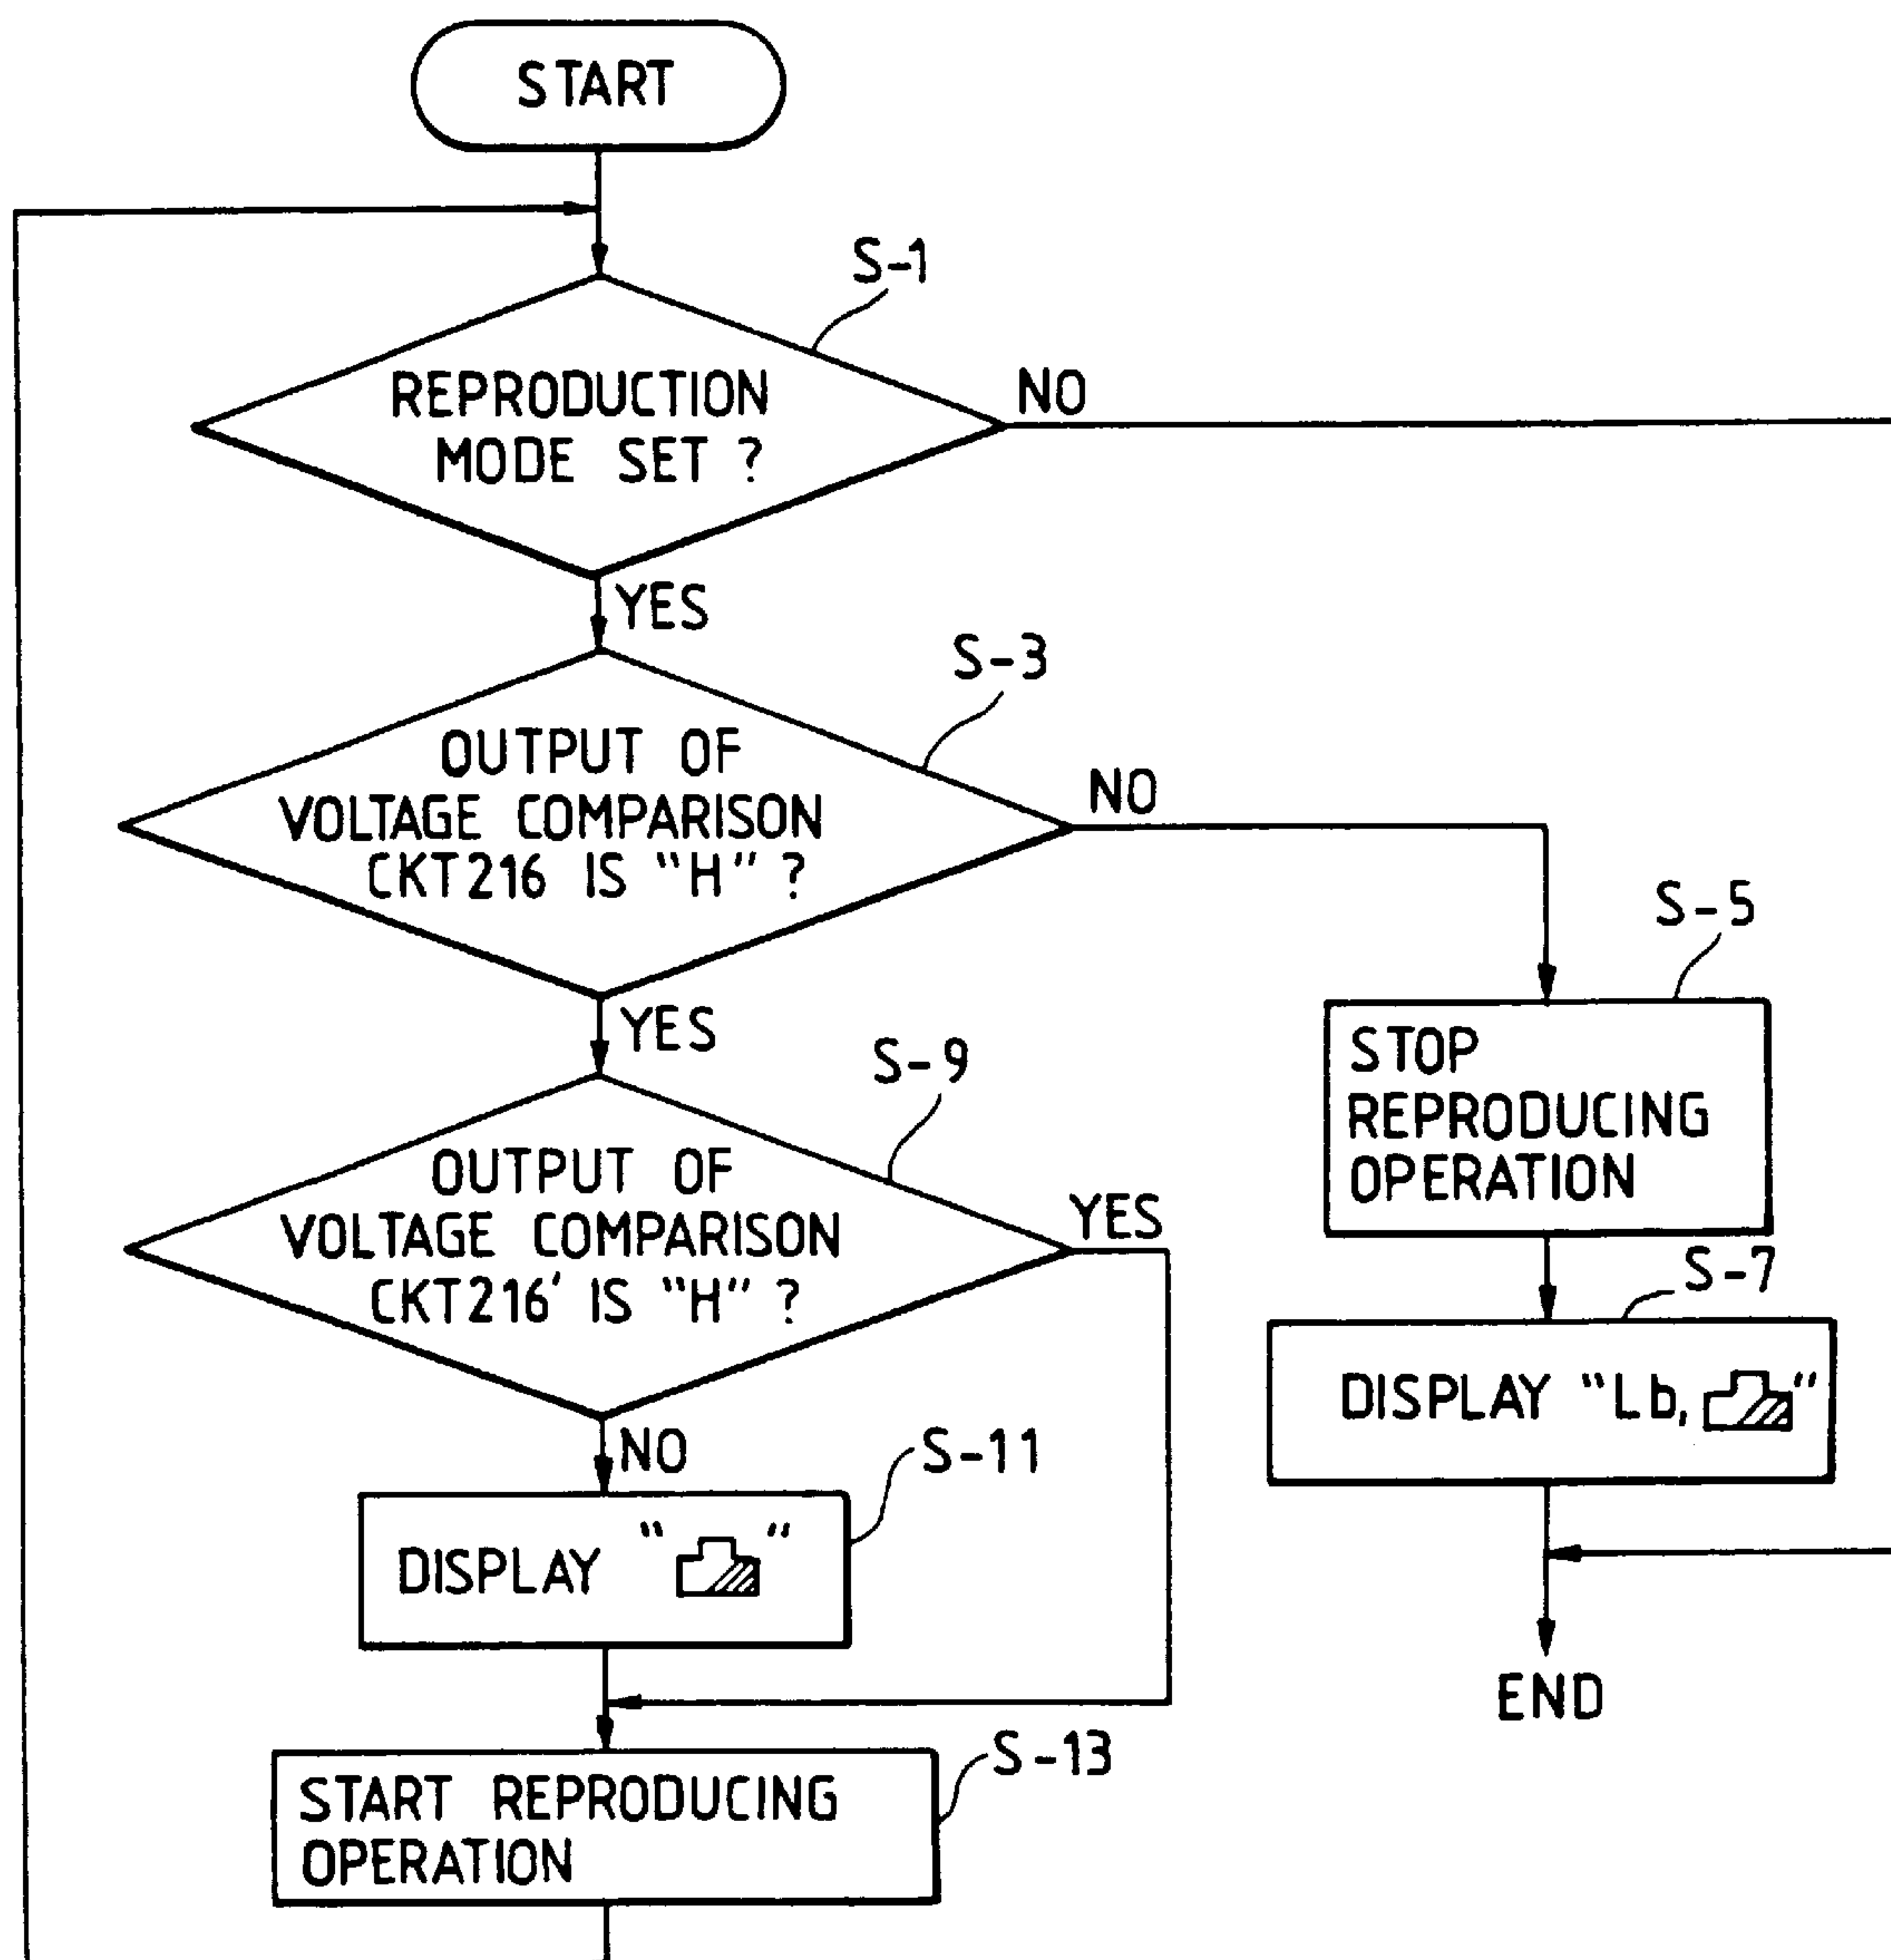 START
S-1
REPRODUCTION
MODE SET ?
NO
YES
S-3
OUTPUT OF
VOLTAGE COMPARISON
CKT216 IS "H" ?
NO
YES
S-5
STOP
REPRODUCING
OPERATION
S-9
OUTPUT OF
VOLTAGE COMPARISON
CKT216' IS "H" ?
YES
NO
S-7
DISPLAY "Lb, "
S-11
DISPLAY " "
END
S-13
START REPRODUCING
OPERATION